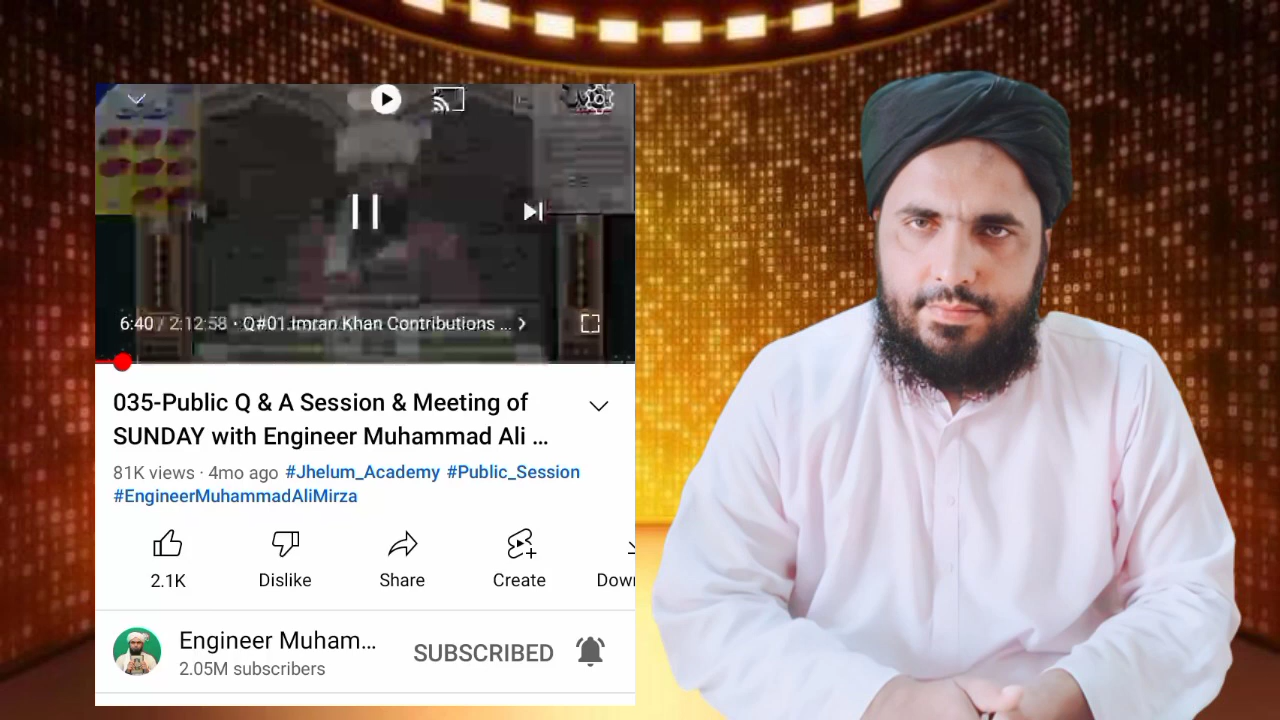 6:40 / 2:12:58 · Q#01.Imran Khan Contributions ...
035-Public Q & A Session & Meeting of
SUNDAY with Engineer Muhammad Ali ...
81K views · 4mo ago #Jhelum_Academy #Public_Session
#EngineerMuhammadAliMirza
2.1K Dislike Share Create Down
Engineer Muham...
SUBSCRIBED
2.05M subscribers